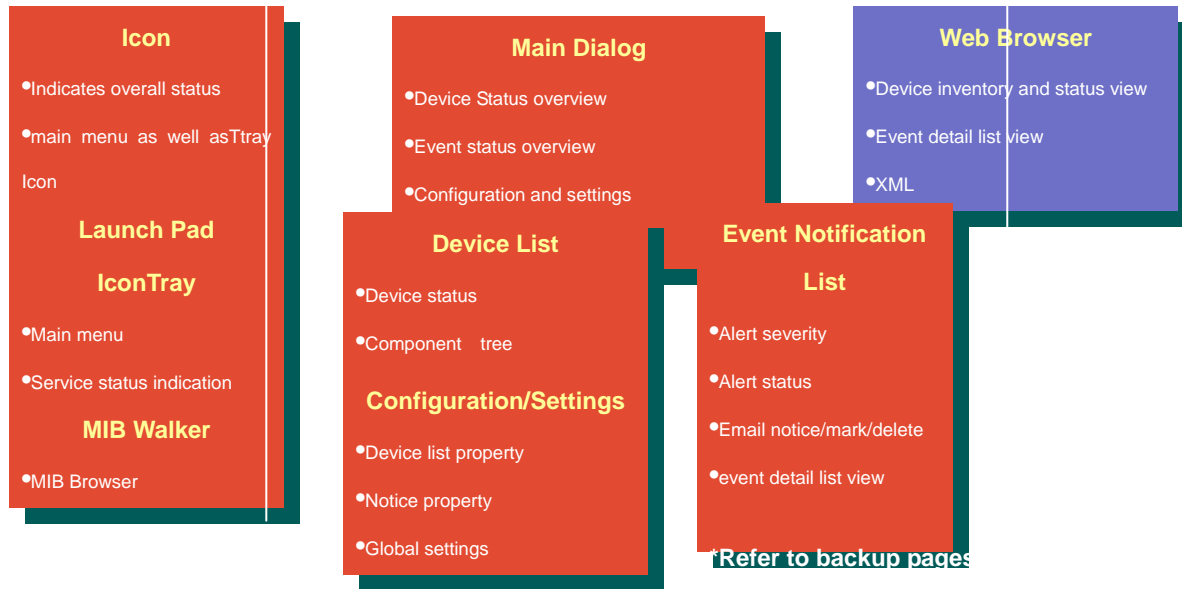 Icon
•Indicates overall status
•main menu as well asTtray
Icon
Launch Pad
IconTray
•Main menu
•Service status indication
MIB Walker
•MIB Browser
Main Dialog
•Device Status overview
•Event status overview
•Configuration and settings
Device List
•Device status
•Component tree
Configuration/Settings
•Device list property
•Notice property
•Global settings
Web Browser
•Device inventory and status view
•Event detail list view
•XML
Event Notification
List
•Alert severity
•Alert status
•Email notice/mark/delete
•event detail list view
*Refer to backup pages